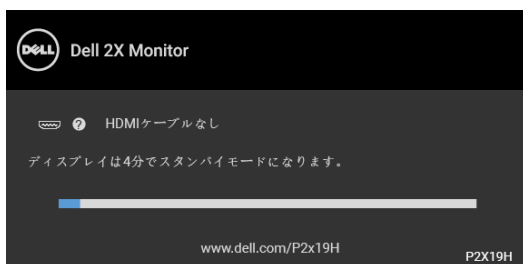 DELL
Dell 2X Monitor
? HDMIケーブルなし
ディスプレイは4分でスタンバイモードになります。
www.dell.com/P2x19H
P2X19H